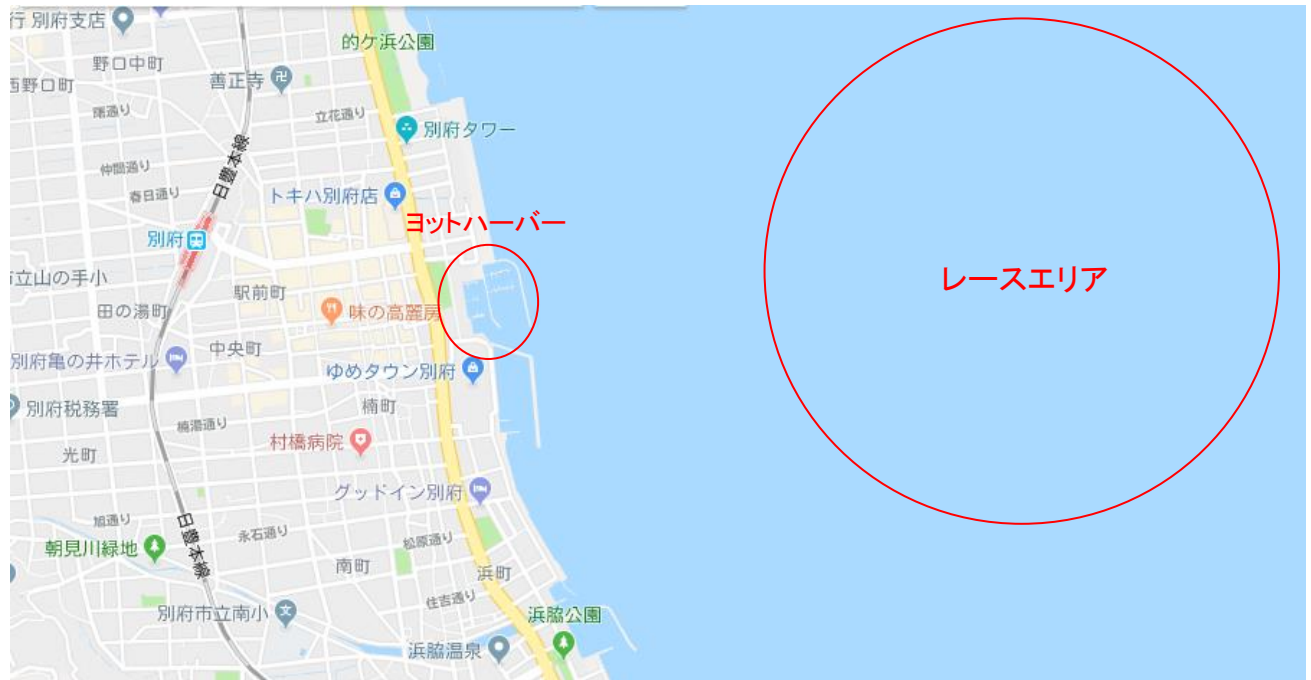 行 別府支店
野口中町
西野口町
善正寺
的ケ浜公園
曙通り
立花通り
別府タワー
仲間通り
日豊本線
春日通り
トキハ別府店
ヨットハーバー
別府
市立山の手小
駅前町
レースエリア
田の湯町
味の高麗房
中央町
別府亀の井ホテル
ゆめタウン別府
別府税務署
楠町
楠湯通り
村橋病院
光町
グッドイン別府
旭通り
日豊本線
永石通り
松原通り
朝見川緑地
南町
浜町
住吉通り
別府市立南小
浜脇公園
浜脇温泉